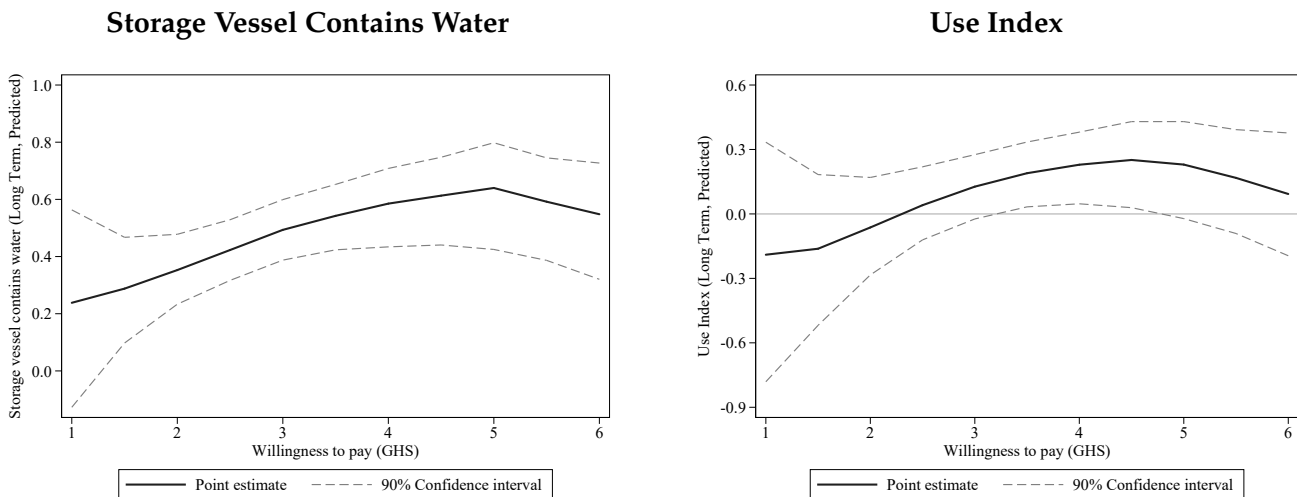 Storage Vessel Contains Water
Storage vessel contains water (Long Term, Predicted)
1.0
0.8
0.6
0.4
0.2
0.0
1 2 3 4 5 6
Willingness to pay (GHS)
Point estimate 90% Confidence interval
Use Index
Use Index (Long Term, Predicted)
0.6
0.3
0.0
-0.3
-0.6
-0.9
1 2 3 4 5 6
Willingness to pay (GHS)
Point estimate 90% Confidence interval